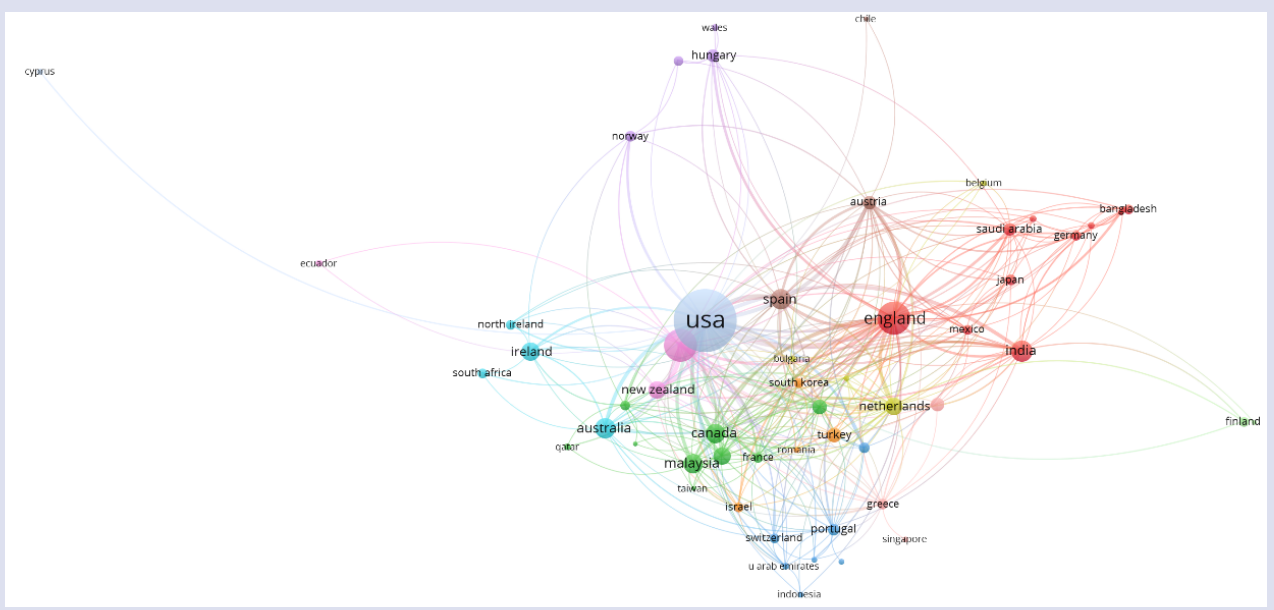 chile
wales
hungary
cyprus
norway
belgium
austria
bangladesh
saudi arabia
germany
ecuador
japan
spain
usa
england
north ireland
mexico
ireland
india
bulgaria
south africa
south korea
new zealand
netherlands
finland
australia
canada
turkey
qatar
romania
france
malaysia
taiwan
greece
israel
portugal
switzerland
singapore
u arab emirates
indonesia